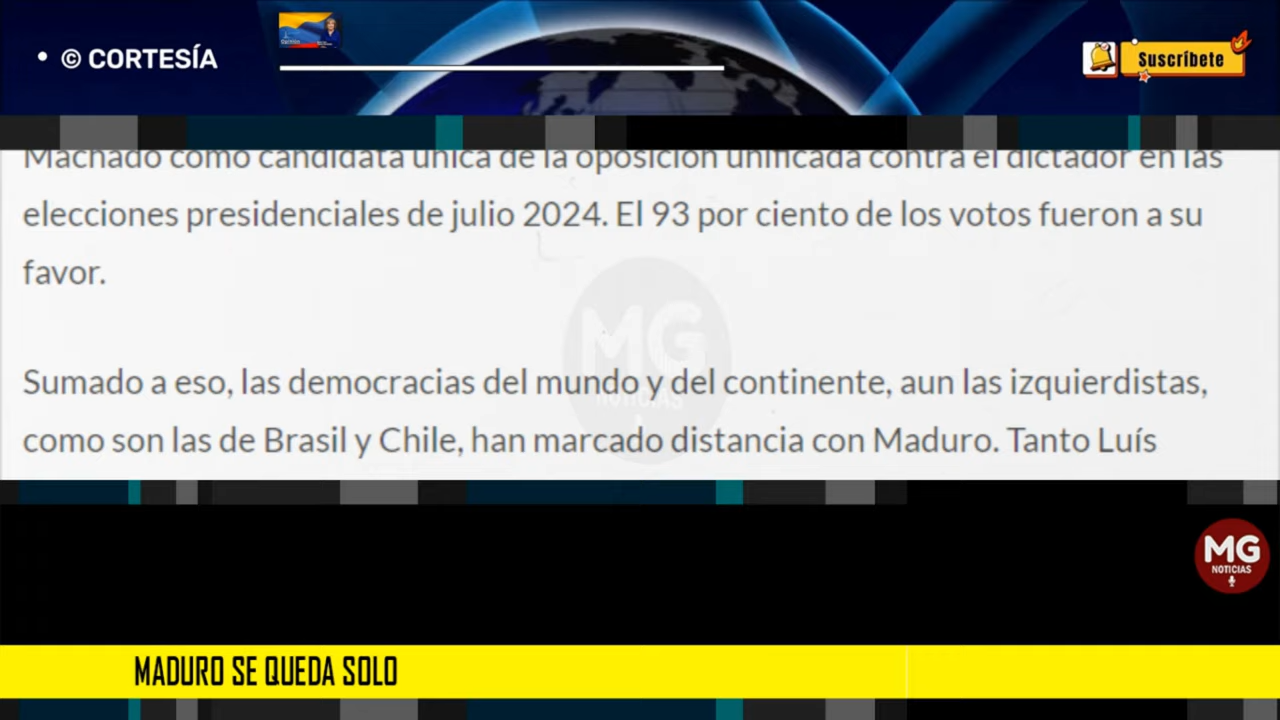 • © CORTESÍA
Suscríbete
Machado como candidata única de la oposición unificada contra el dictador en las
elecciones presidenciales de julio 2024. El 93 por ciento de los votos fueron a su
favor.
MG
NOTICIAS
Sumado a eso, las democracias del mundo y del continente, aun las izquierdistas,
como son las de Brasil y Chile, han marcado distancia con Maduro. Tanto Luís
MG
NOTICIAS
MADURO SE QUEDA SOLO